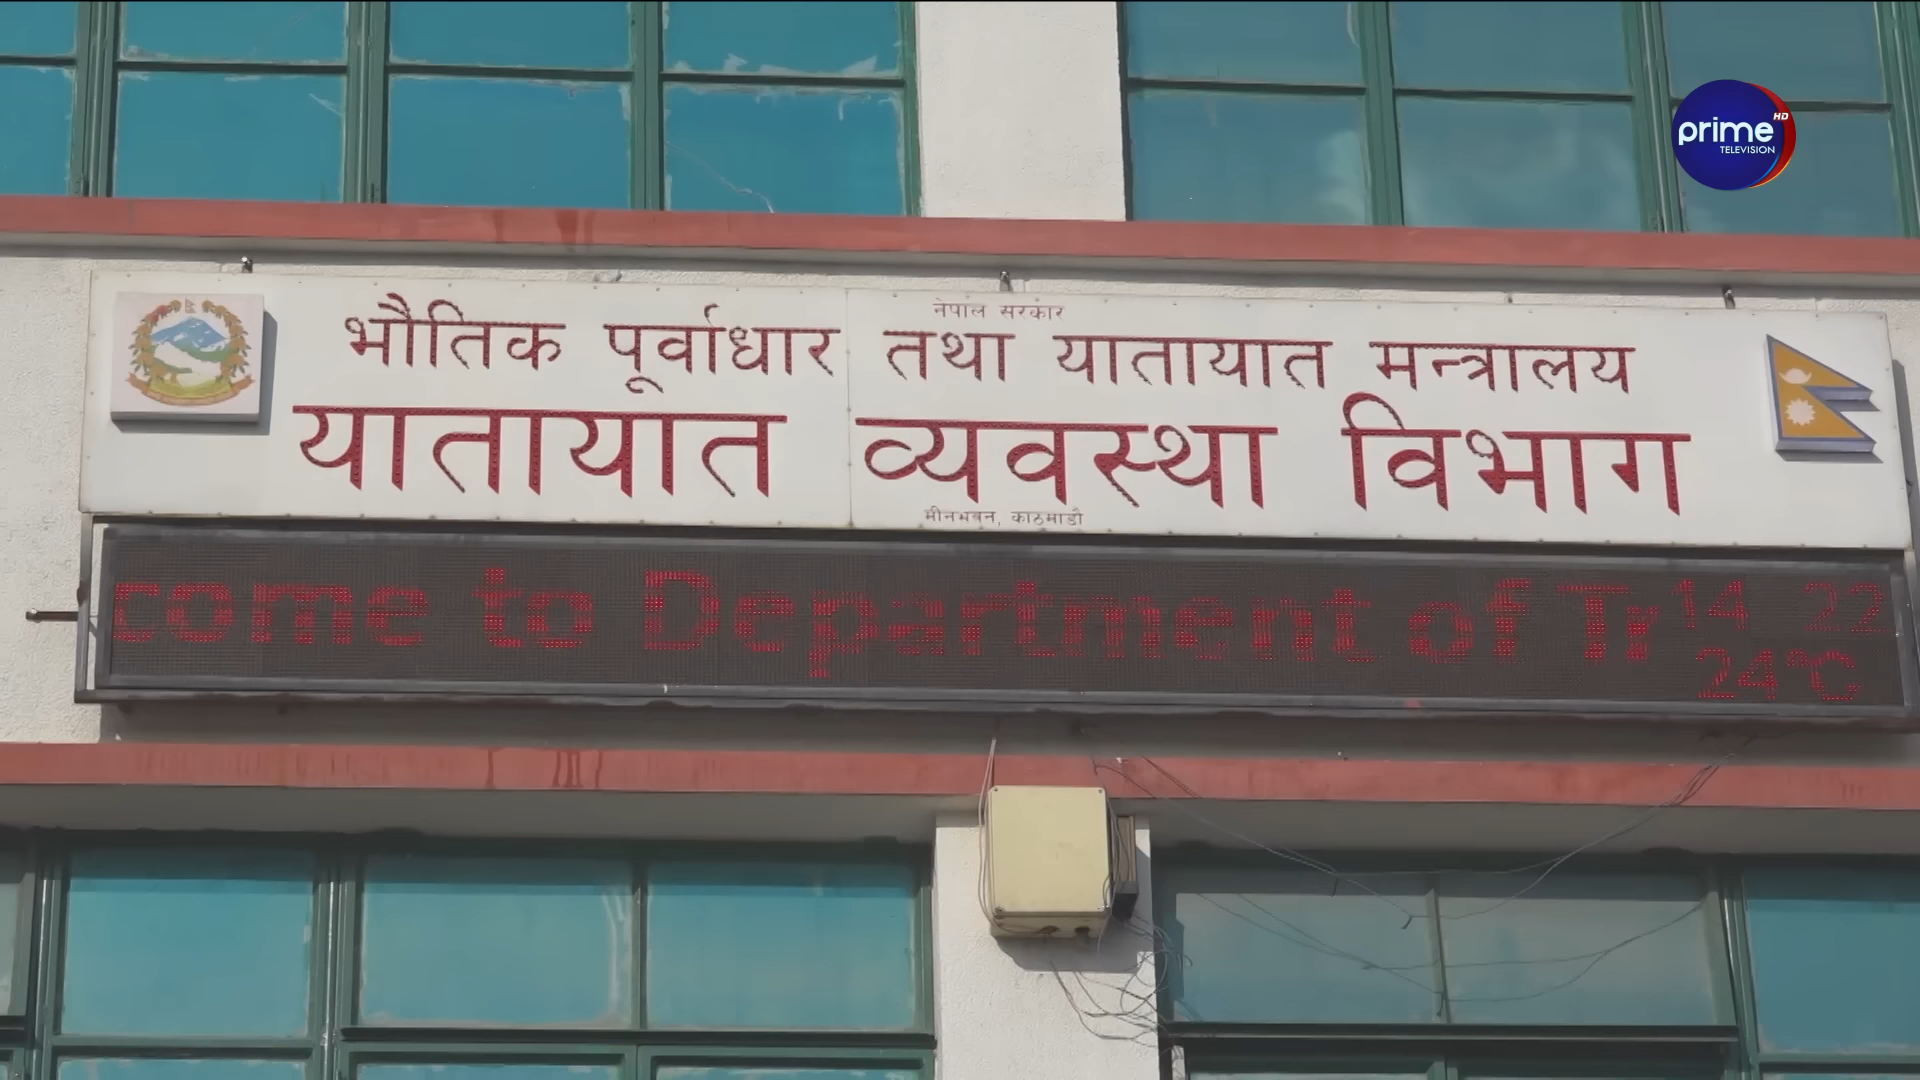 prime HD
TELEVISION
नेपाल सरकार
भौतिक पूर्वाधार तथा यातायात मन्त्रालय
यातायात व्यवस्था विभाग
मीनभवन, काठमाडौं
come to Department of Tr
14 22
24°C